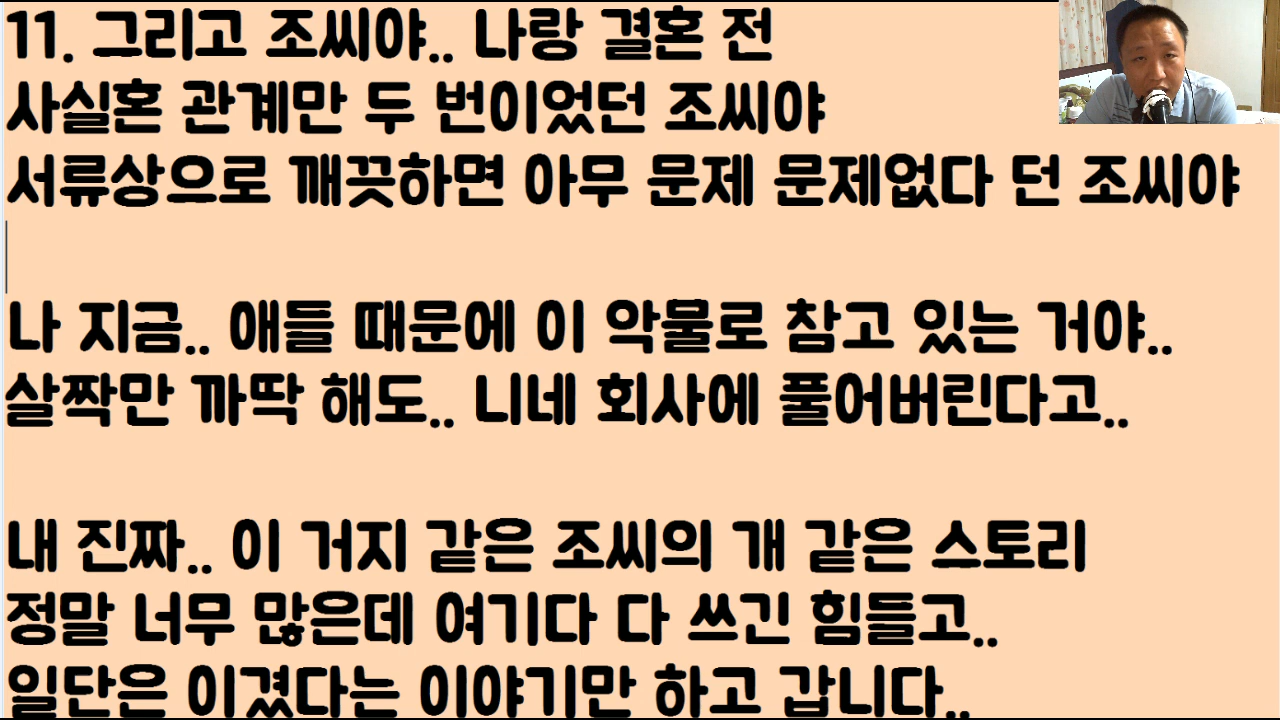 11. 그리고 조씨야.. 나랑 결혼 전
사실혼 관계만 두 번이었던 조씨야
서류상으로 깨끗하면 아무 문제 문제없다 던 조씨야
나 지금.. 애들 때문에 이 악물로 참고 있는 거야..
살짝만 까딱 해도.. 니네 회사에 풀어버린다고..
내 진짜.. 이 거지 같은 조씨의 개 같은 스토리
정말 너무 많은데 여기다 다 쓰긴 힘들고..
일단은 이겼다는 이야기만 하고 갑니다..